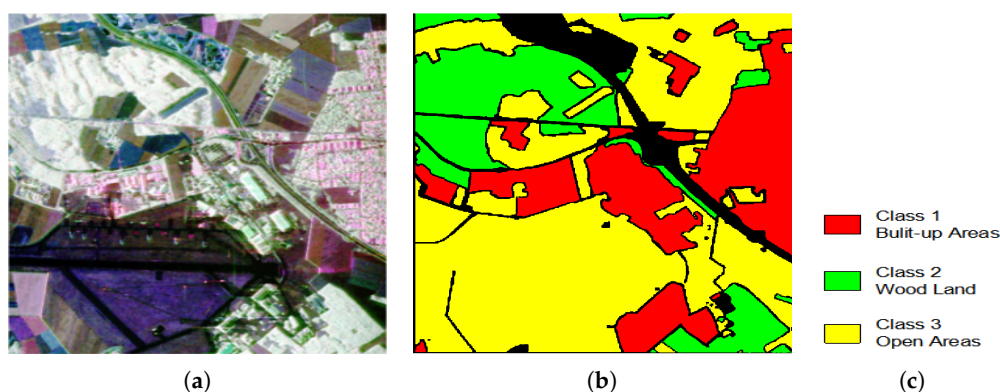 Class 1
Bulit-up Areas
Class 2
Wood Land
Class 3
Open Areas
(a)
(b)
(c)